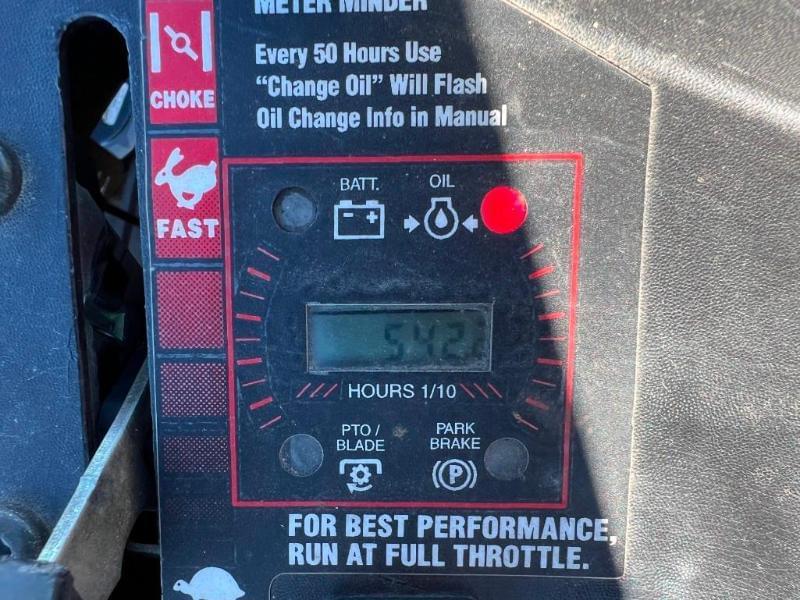 METER MINDER
Every 50 Hours Use
"Change Oil" Will Flash
Oil Change Info in Manual
CHOKE
FAST
BATT.
OIL
HOURS 1/10
PTO /
BLADE
PARK
BRAKE
P
FOR BEST PERFORMANCE,
RUN AT FULL THROTTLE.